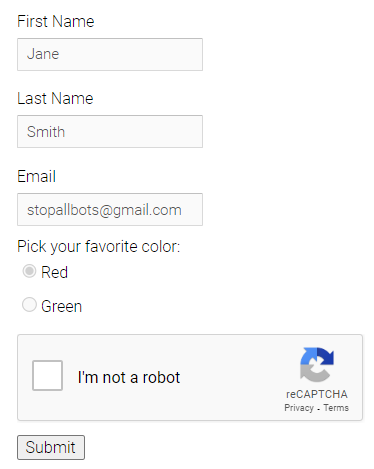 First Name
Jane
Last Name
Smith
Email
stopallbots@gmail.com
Pick your favorite color:
Red
Green
I'm not a robot
reCAPTCHA
Privacy - Terms
Submit